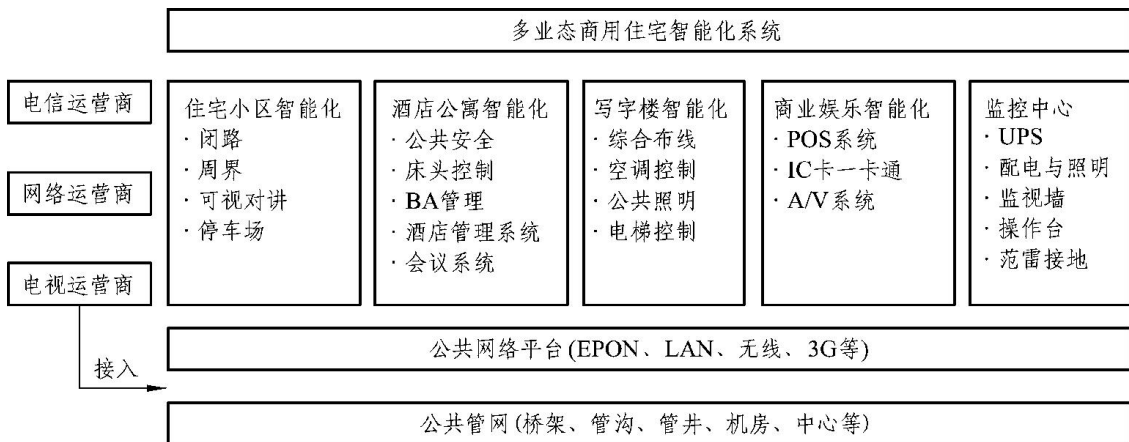 多业态商用住宅智能化系统
电信运营商
网络运营商
电视运营商
接入
住宅小区智能化
·闭路
·周界
·可视对讲
·停车场
酒店公寓智能化
·公共安全
·床头控制
·BA管理
·酒店管理系统
·会议系统
写字楼智能化
·综合布线
·空调控制
·公共照明
·电梯控制
商业娱乐智能化
·POS系统
·IC卡一卡通
·A/V系统
监控中心
·UPS
·配电与照明
·监视墙
·操作台
·范雷接地
公共网络平台(EPON、LAN、无线、3G等)
公共管网(桥架、管沟、管井、机房、中心等)